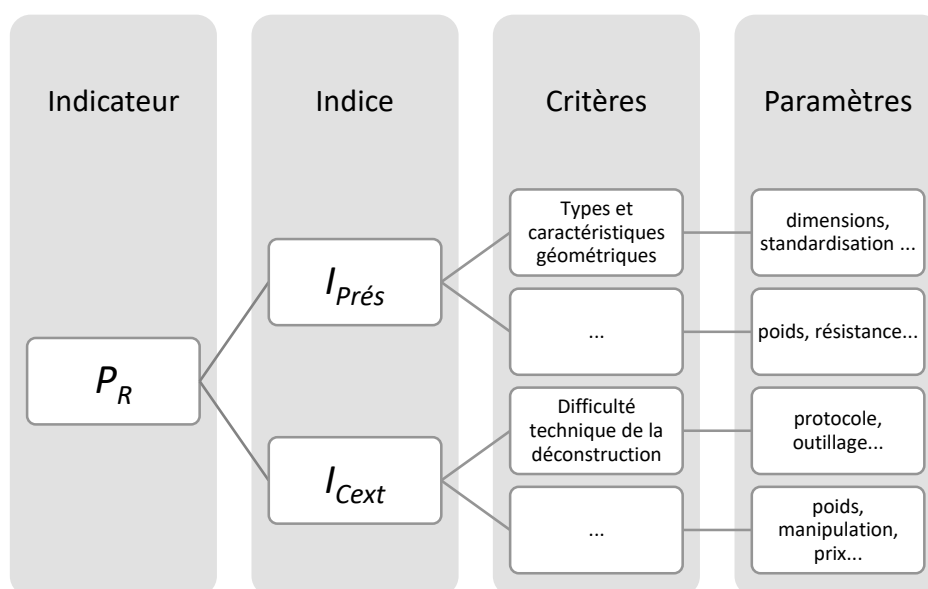 Indicateur
Indice
Critères
Paramètres
P_R
I_Prés
I_Cext
Types et
caractéristiques
géométriques
...
Difficulté
technique de la
déconstruction
...
dimensions,
standardisation ...
poids, résistance...
protocole,
outillage...
poids,
manipulation,
prix...